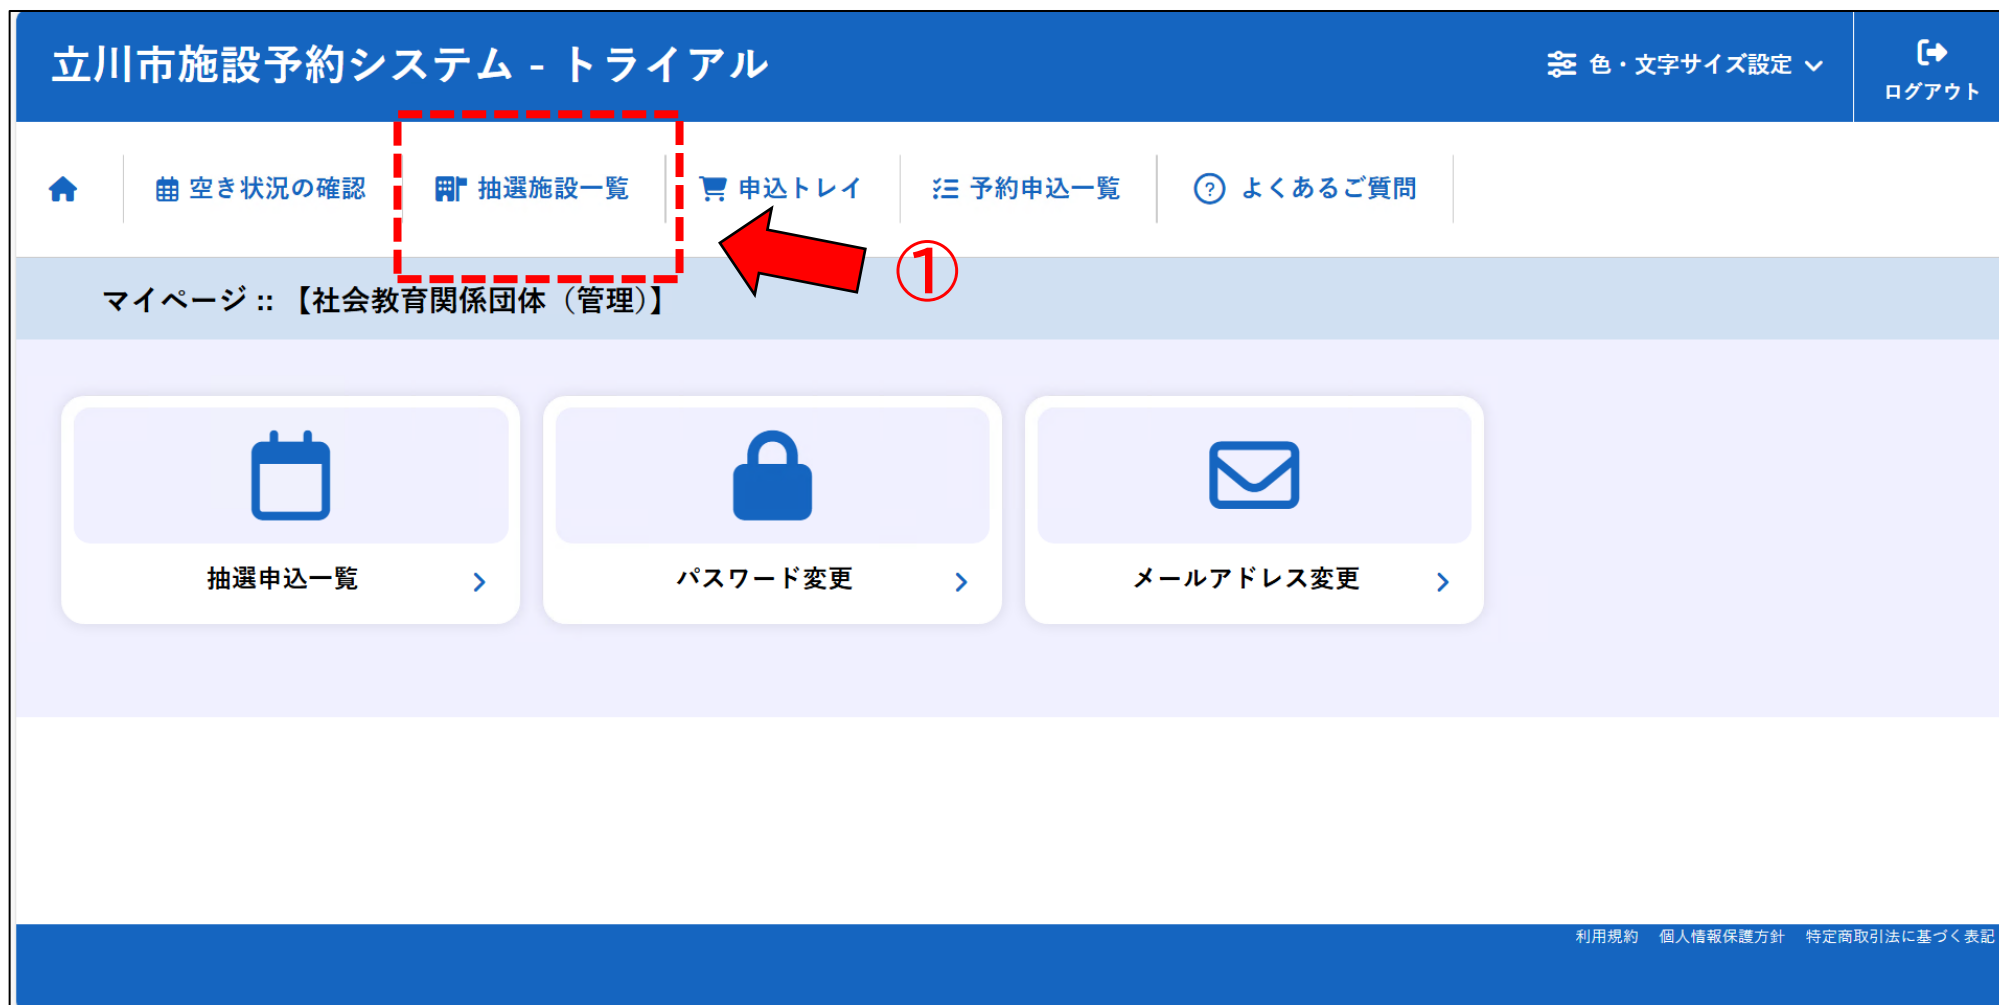 立川市施設予約システム - トライアル
色・文字サイズ設定
ログアウト
空き状況の確認
抽選施設一覧
申込トレイ
予約申込一覧
よくあるご質問
①
マイページ :: 【社会教育関係団体（管理）】
抽選申込一覧
パスワード変更
メールアドレス変更
利用規約 個人情報保護方針 特定商取引法に基づく表記